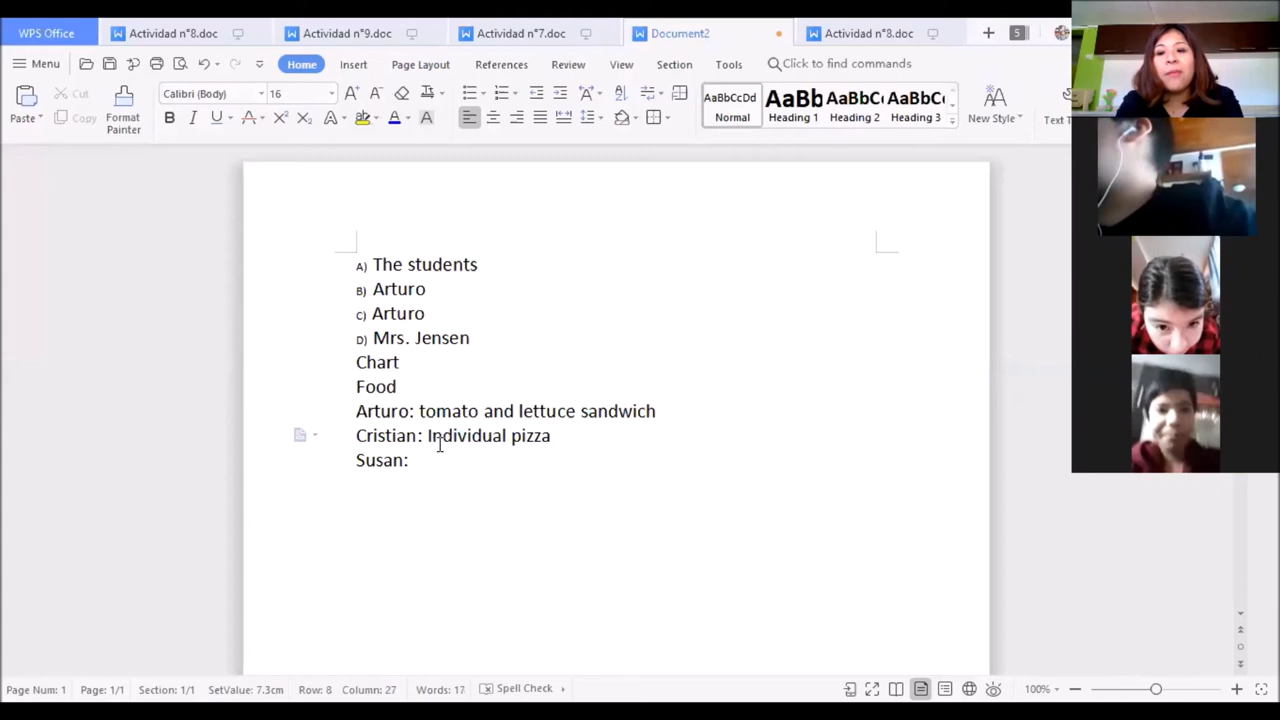 WPS Office
Actividad n°8.doc
Actividad n°9.doc
Actividad n°7.doc
Document2
Actividad n°8.doc
5
Menu
Home
Insert
Page Layout
References
Review
View
Section
Tools
Click to find commands
Paste
Cut
Copy
Format
Painter
Calibri (Body)
16
AaBbCcDd
Normal
AaBb
Heading 1
AaBbC
Heading 2
AaBbC
Heading 3
New Style
Text T
A) The students
B) Arturo
C) Arturo
D) Mrs. Jensen
Chart
Food
Arturo: tomato and lettuce sandwich
Cristian: Individual pizza
Susan:
Page Num: 1
Page: 1/1
Section: 1/1
SetValue: 7.3cm
Row: 8
Column: 27
Words: 17
Spell Check
100%